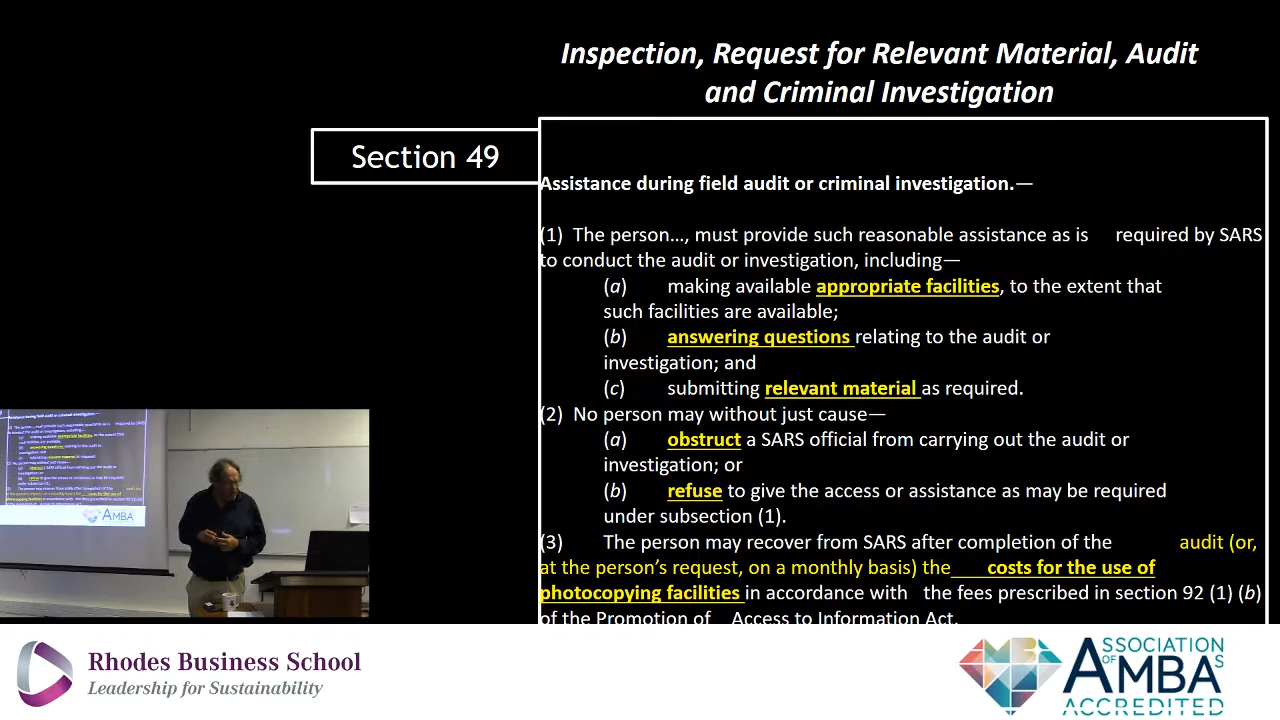 Inspection, Request for Relevant Material, Audit
and Criminal Investigation
Section 49
Assistance during field audit or criminal investigation.—
(1) The person…, must provide such reasonable assistance as is required by SARS
to conduct the audit or investigation, including—
(a) making available appropriate facilities, to the extent that
such facilities are available;
(b) answering questions relating to the audit or
investigation; and
(c) submitting relevant material as required.
(2) No person may without just cause—
(a) obstruct a SARS official from carrying out the audit or
investigation; or
(b) refuse to give the access or assistance as may be required
under subsection (1).
(3) The person may recover from SARS after completion of the audit (or,
at the person’s request, on a monthly basis) the costs for the use of
photocopying facilities in accordance with the fees prescribed in section 92 (1) (b)
of the Promotion of Access to Information Act.
AMBA
Rhodes Business School
Leadership for Sustainability
ASSOCIATION
OF AMBAS
ACCREDITED